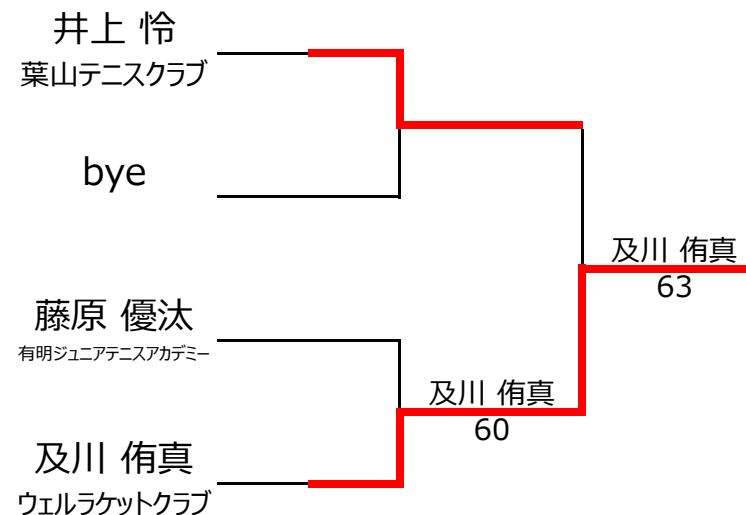 井上 怜
葉山テニスクラブ
bye
藤原 優汰
有明ジュニアテニスアカデミー
及川 侑真
ウェルラケットクラブ
及川 侑真
60
及川 侑真
63